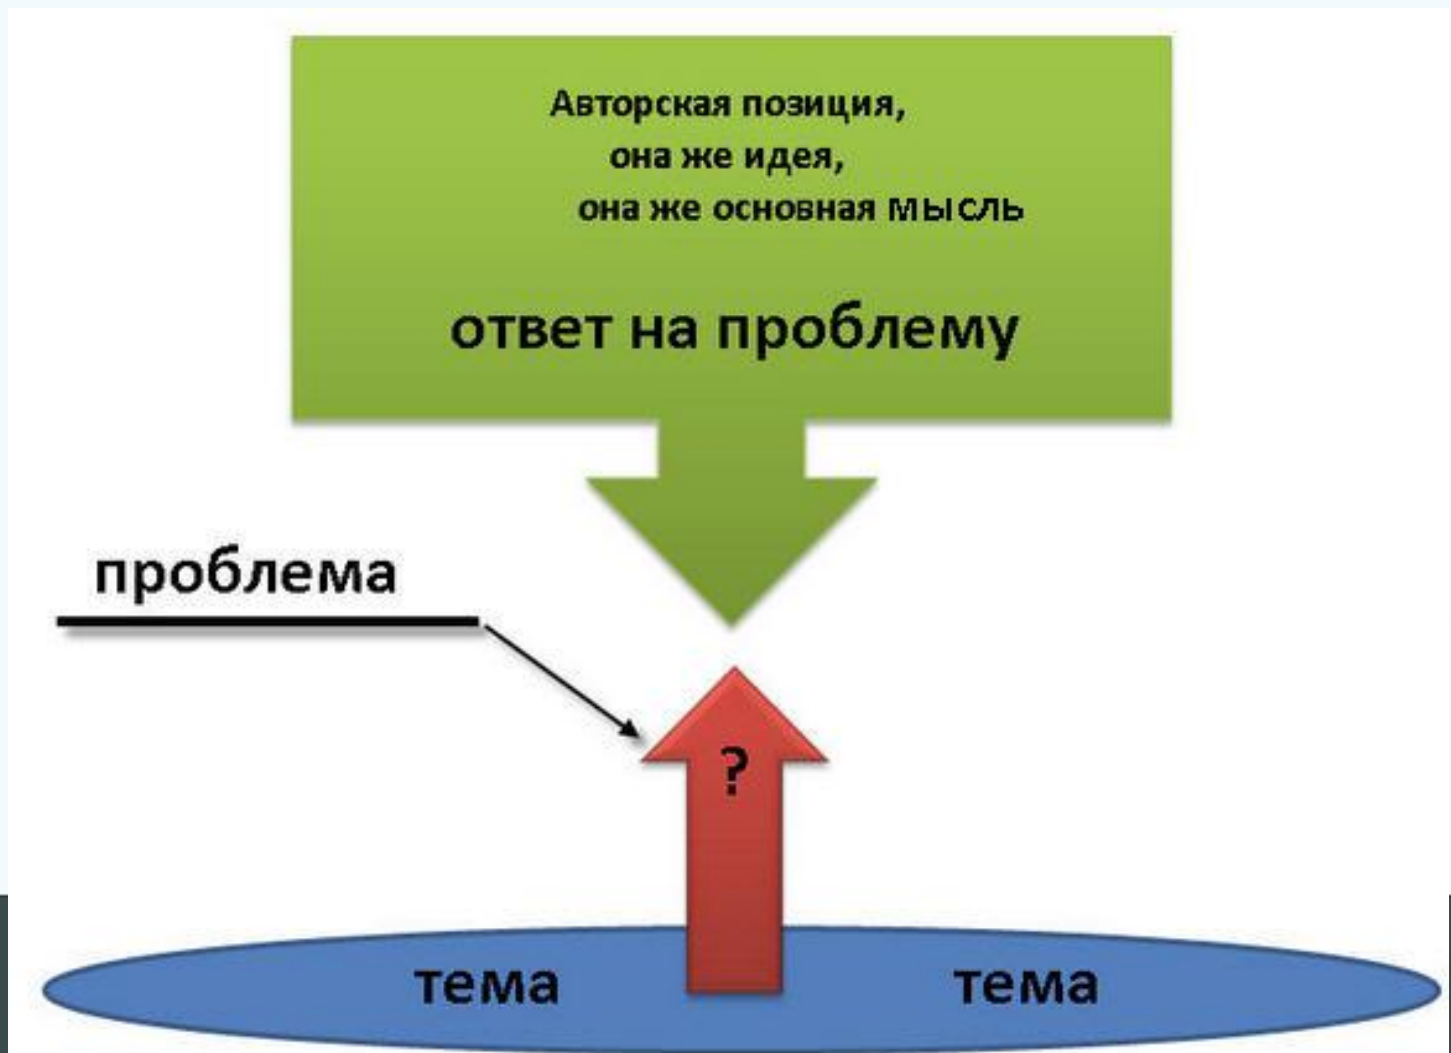 Авторская позиция,
она же идея,
она же основная мысль
ответ на проблему
проблема
?
тема тема